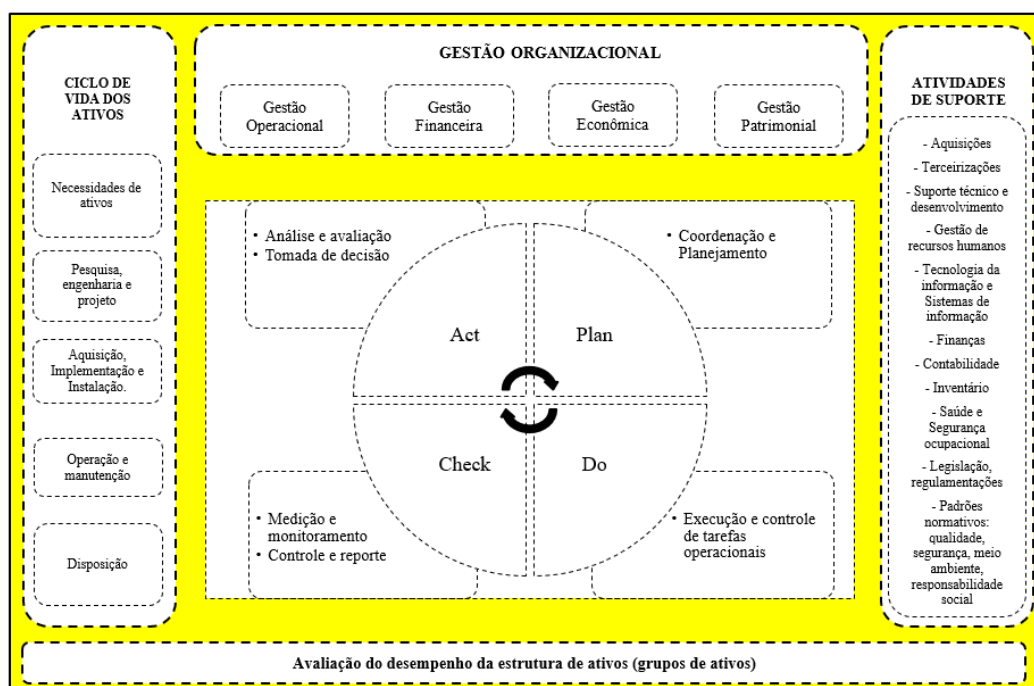 CICLO DE
VIDA DOS
ATIVOS
Necessidades de
ativos
Pesquisa,
engenharia e
projeto
Aquisição,
Implementação e
Instalação.
Operação e
manutenção
Disposição
GESTÃO ORGANIZACIONAL
Gestão
Operacional
Gestão
Financeira
Gestão
Econômica
Gestão
Patrimonial
• Análise e avaliação
• Tomada de decisão
• Coordenação e
Planejamento
Act
Plan
Check
Do
• Medição e
monitoramento
• Controle e reporte
• Execução e controle
de tarefas
operacionais
ATIVIDADES
DE SUPORTE
- Aquisições
- Terceirizações
- Suporte técnico e
desenvolvimento
- Gestão de
recursos humanos
- Tecnologia da
informação e
Sistemas de
informação
- Finanças
- Contabilidade
- Inventário
- Saúde e
Segurança
ocupacional
- Legislação,
regulamentações
- Padrões
normativos:
qualidade,
segurança, meio
ambiente,
responsabilidade
social
Avaliação do desempenho da estrutura de ativos (grupos de ativos)